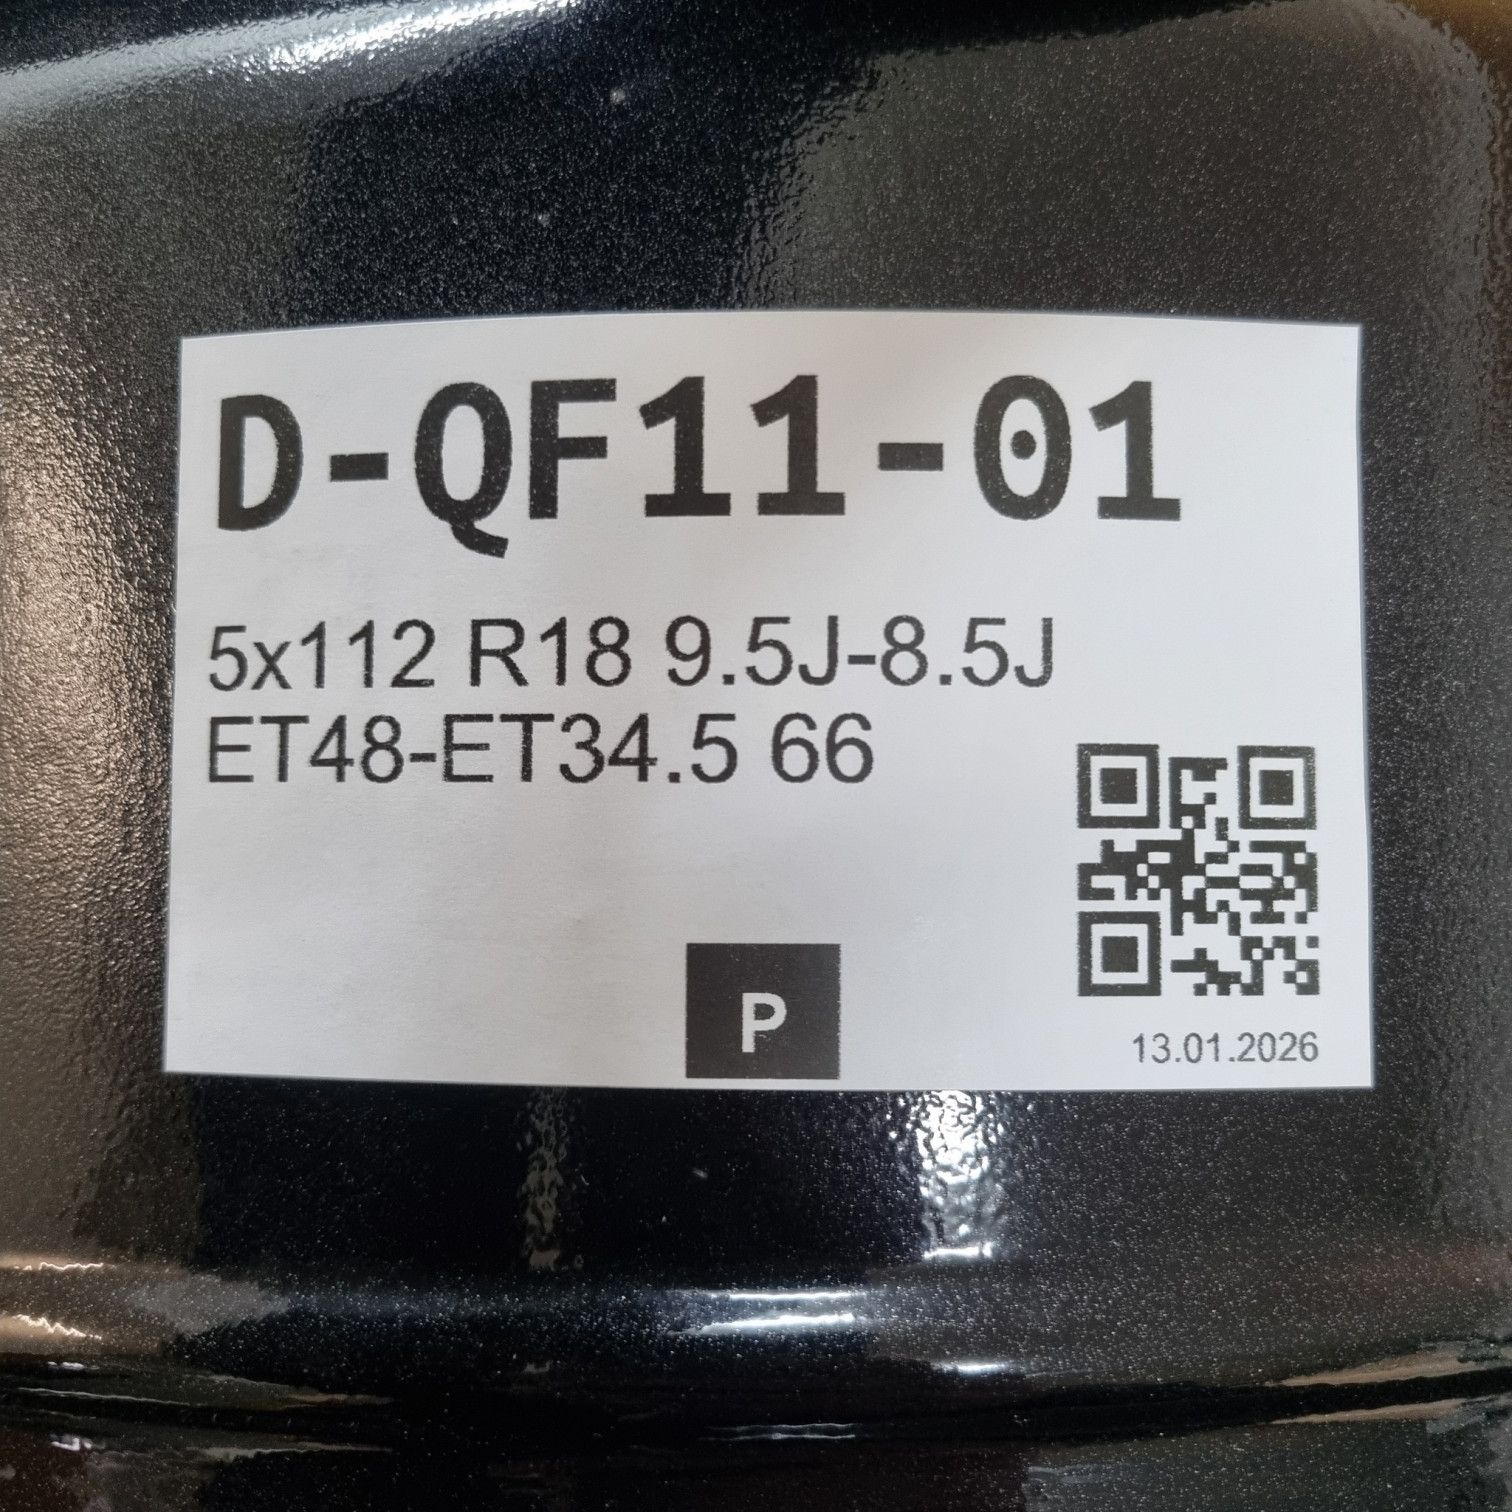 D-QF11-01
5x112 R18 9.5J-8.5J
ET48-ET34.5 66
P
13.01.2026